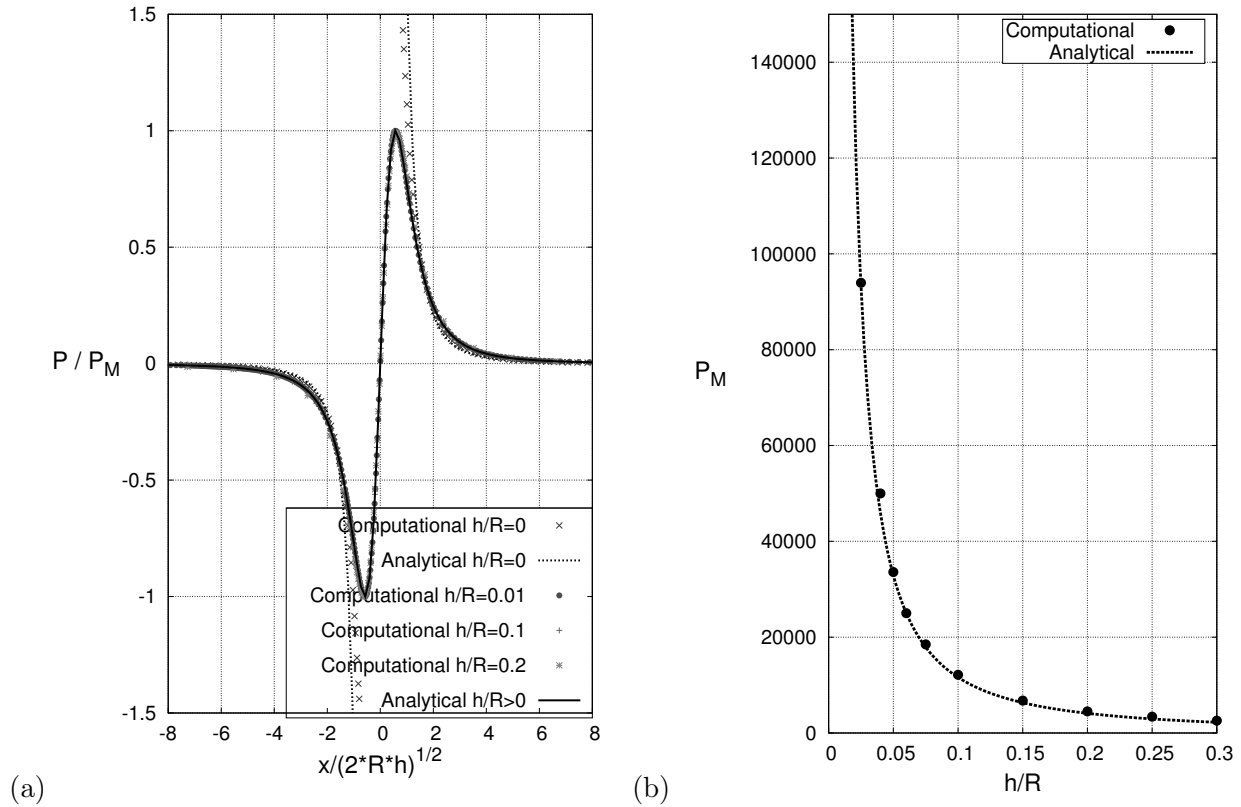 1.5
1
0.5
0
-0.5
-1
-1.5
P / P_M
Computational h/R=0
Analytical h/R=0
Computational h/R=0.01
Computational h/R=0.1
Computational h/R=0.2
Analytical h/R>0
-8 -6 -4 -2 0 2 4 6 8
x/(2*R*h)^{1/2}
(a)
Computational
Analytical
140000
120000
100000
80000
60000
40000
20000
0
P_M
0 0.05 0.1 0.15 0.2 0.25 0.3
h/R
(b)